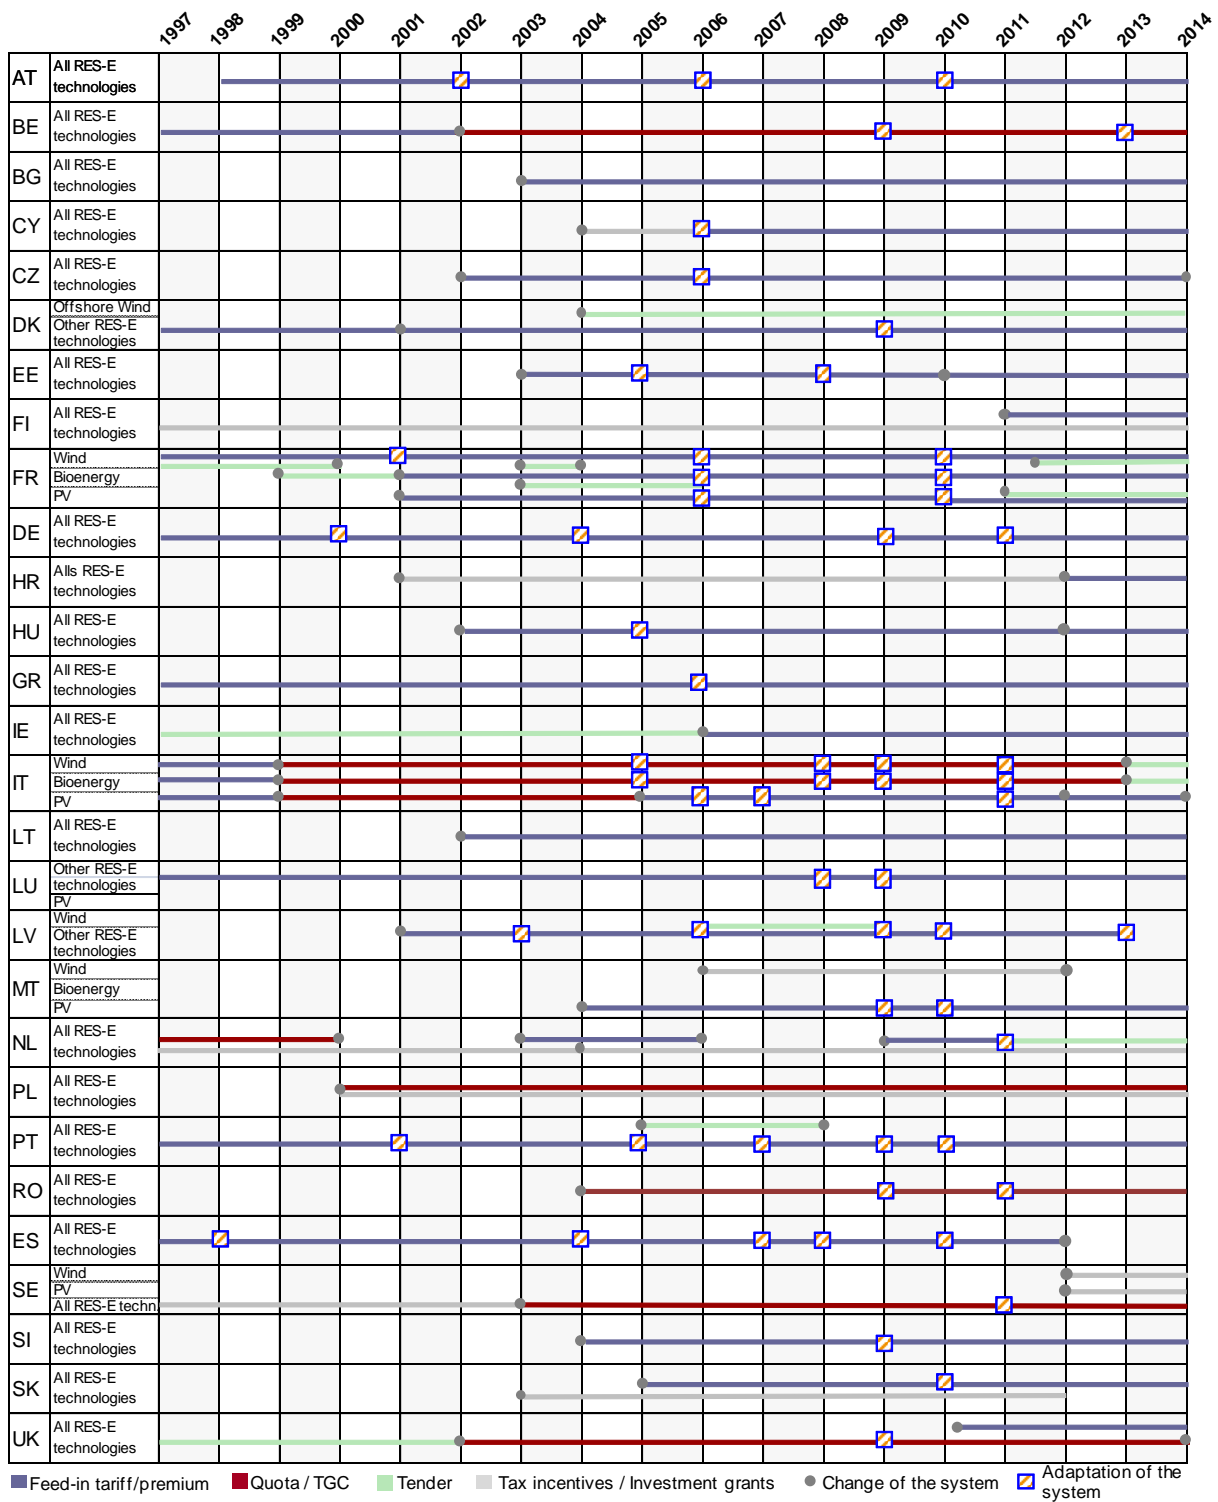 1997 1998 1999 2000 2001 2002 2003 2004 2005 2006 2007 2008 2009 2010 2011 2012 2013 2014
AT
All RES-E
technologies
BE
All RES-E
technologies
BG
All RES-E
technologies
CY
All RES-E
technologies
CZ
All RES-E
technologies
DK
Offshore Wind
Other RES-E
technologies
EE
All RES-E
technologies
FI
All RES-E
technologies
FR
Wind
Bioenergy
PV
DE
All RES-E
technologies
HR
Alls RES-E
technologies
HU
All RES-E
technologies
GR
All RES-E
technologies
IE
All RES-E
technologies
IT
Wind
Bioenergy
PV
LT
All RES-E
technologies
LU
Other RES-E
technologies
PV
LV
Wind
Other RES-E
technologies
MT
Wind
Bioenergy
PV
NL
All RES-E
technologies
PL
All RES-E
technologies
PT
All RES-E
technologies
RO
All RES-E
technologies
ES
All RES-E
technologies
SE
Wind
PV
All RES-E techn.
SI
All RES-E
technologies
SK
All RES-E
technologies
UK
All RES-E
technologies
Feed-in tariff/premium
Quota / TGC
Tender
Tax incentives / Investment grants
Change of the system
Adaptation of the
system